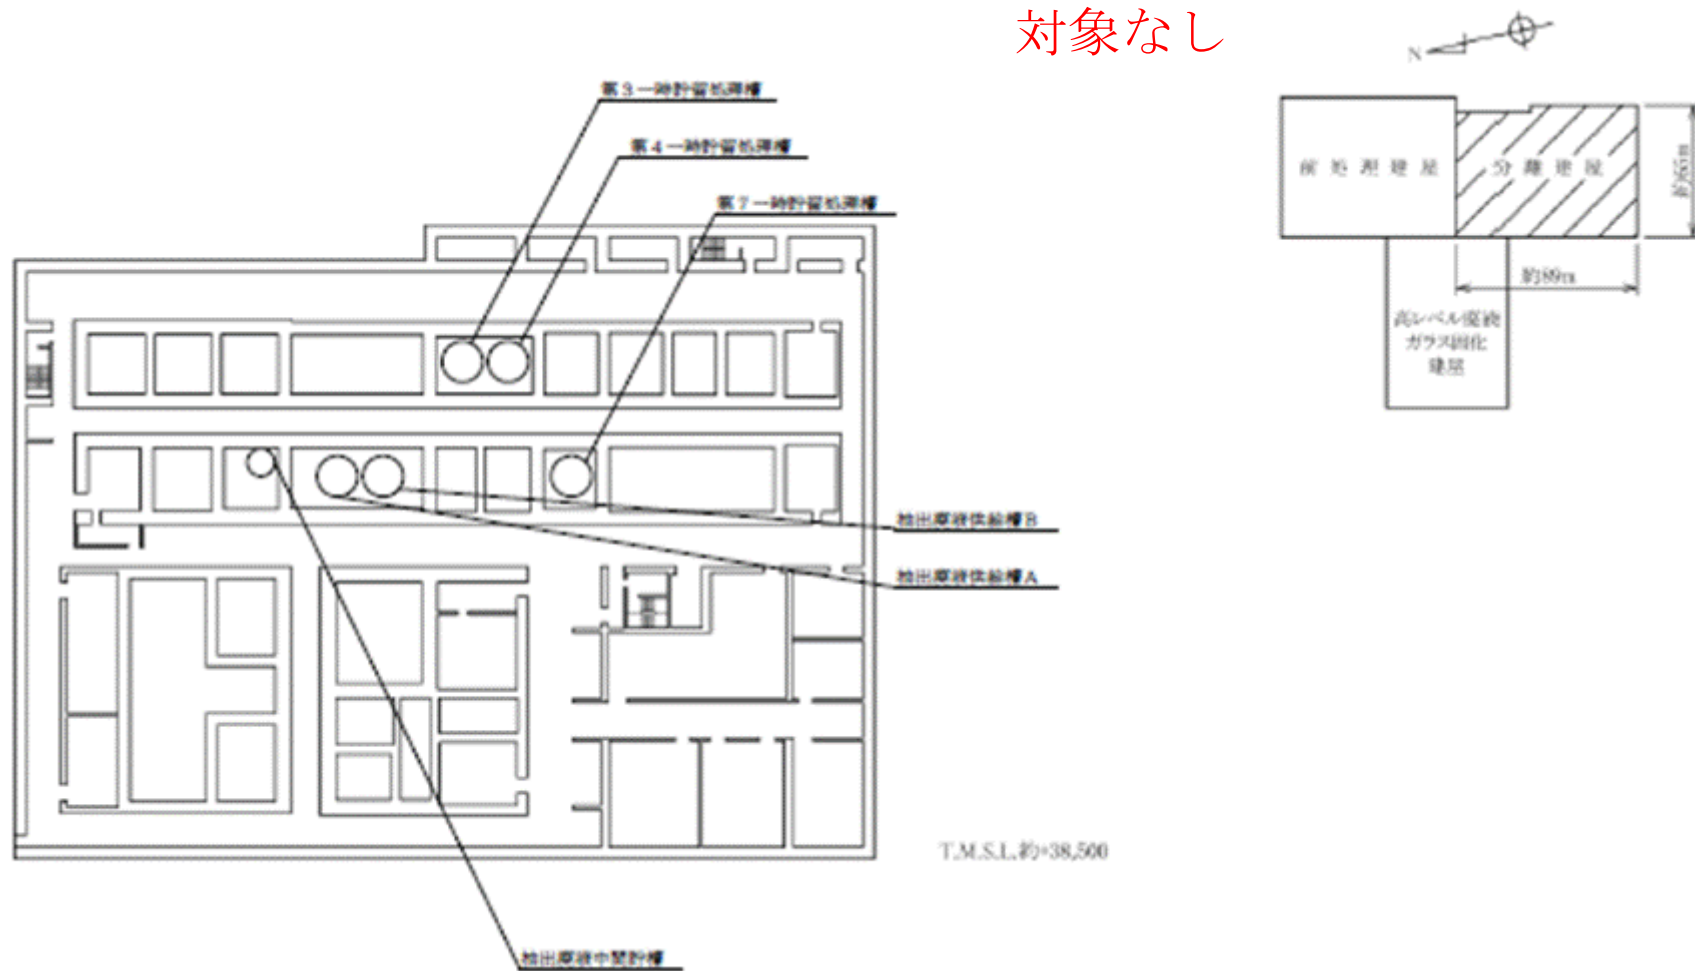 対象なし
N
第3一時貯留処理槽
第4一時貯留処理槽
第7一時貯留処理槽
前処理建屋
分離建屋
約65m
約89m
高レベル廃液
ガラス固化
建屋
抽出廃液供給槽B
抽出廃液供給槽A
T.M.S.L.約+38,500
抽出廃液中間貯槽